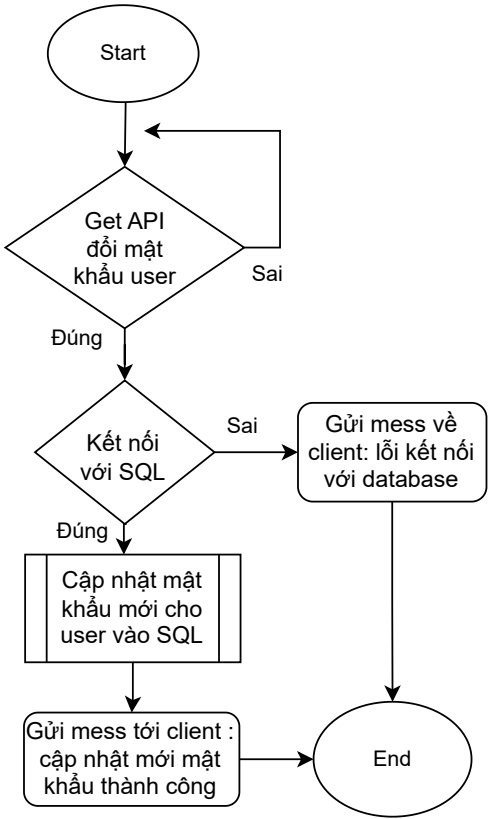 Start
Get API
đổi mật
khẩu user
Sai
Đúng
Kết nối
với SQL
Sai
Gửi mess về
client: lỗi kết nối
với database
Đúng
Cập nhật mật
khẩu mới cho
user vào SQL
Gửi mess tới client :
cập nhật mới mật
khẩu thành công
End